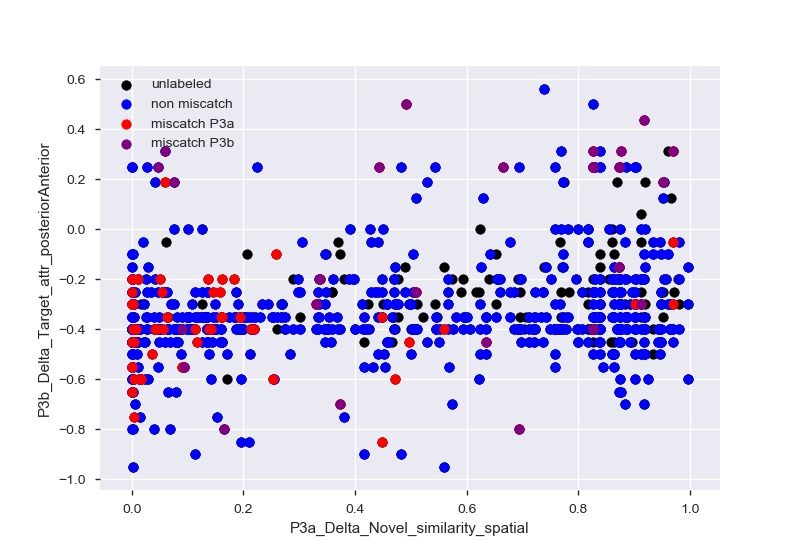 unlabeled
non miscatch
miscatch P3a
miscatch P3b
0.6
0.4
0.2
0.0
−0.2
−0.4
−0.6
−0.8
−1.0
P3b_Delta_Target_attr_posteriorAnterior
0.0 0.2 0.4 0.6 0.8 1.0
P3a_Delta_Novel_similarity_spatial